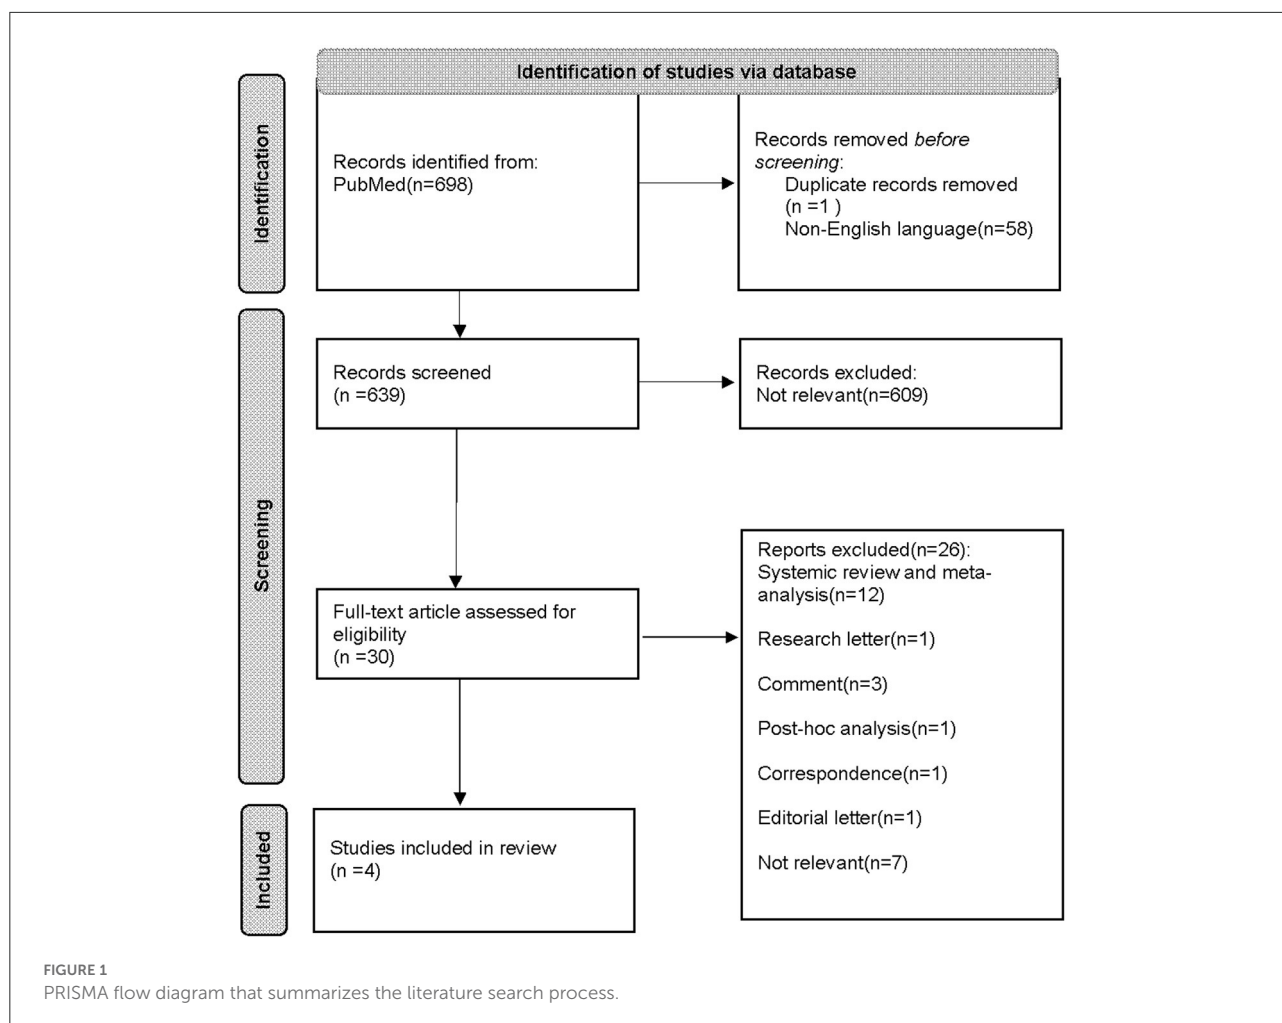 Identification of studies via database
Identification
Records identified from:
PubMed(n=698)
Records removed before
screening:
Duplicate records removed
(n =1 )
Non-English language(n=58)
Screening
Records screened
(n =639)
Records excluded:
Not relevant(n=609)
Full-text article assessed for
eligibility
(n =30)
Reports excluded(n=26):
Systemic review and meta-
analysis(n=12)
Research letter(n=1)
Comment(n=3)
Post-hoc analysis(n=1)
Correspondence(n=1)
Editorial letter(n=1)
Not relevant(n=7)
Included
Studies included in review
(n =4)
FIGURE 1
PRISMA flow diagram that summarizes the literature search process.